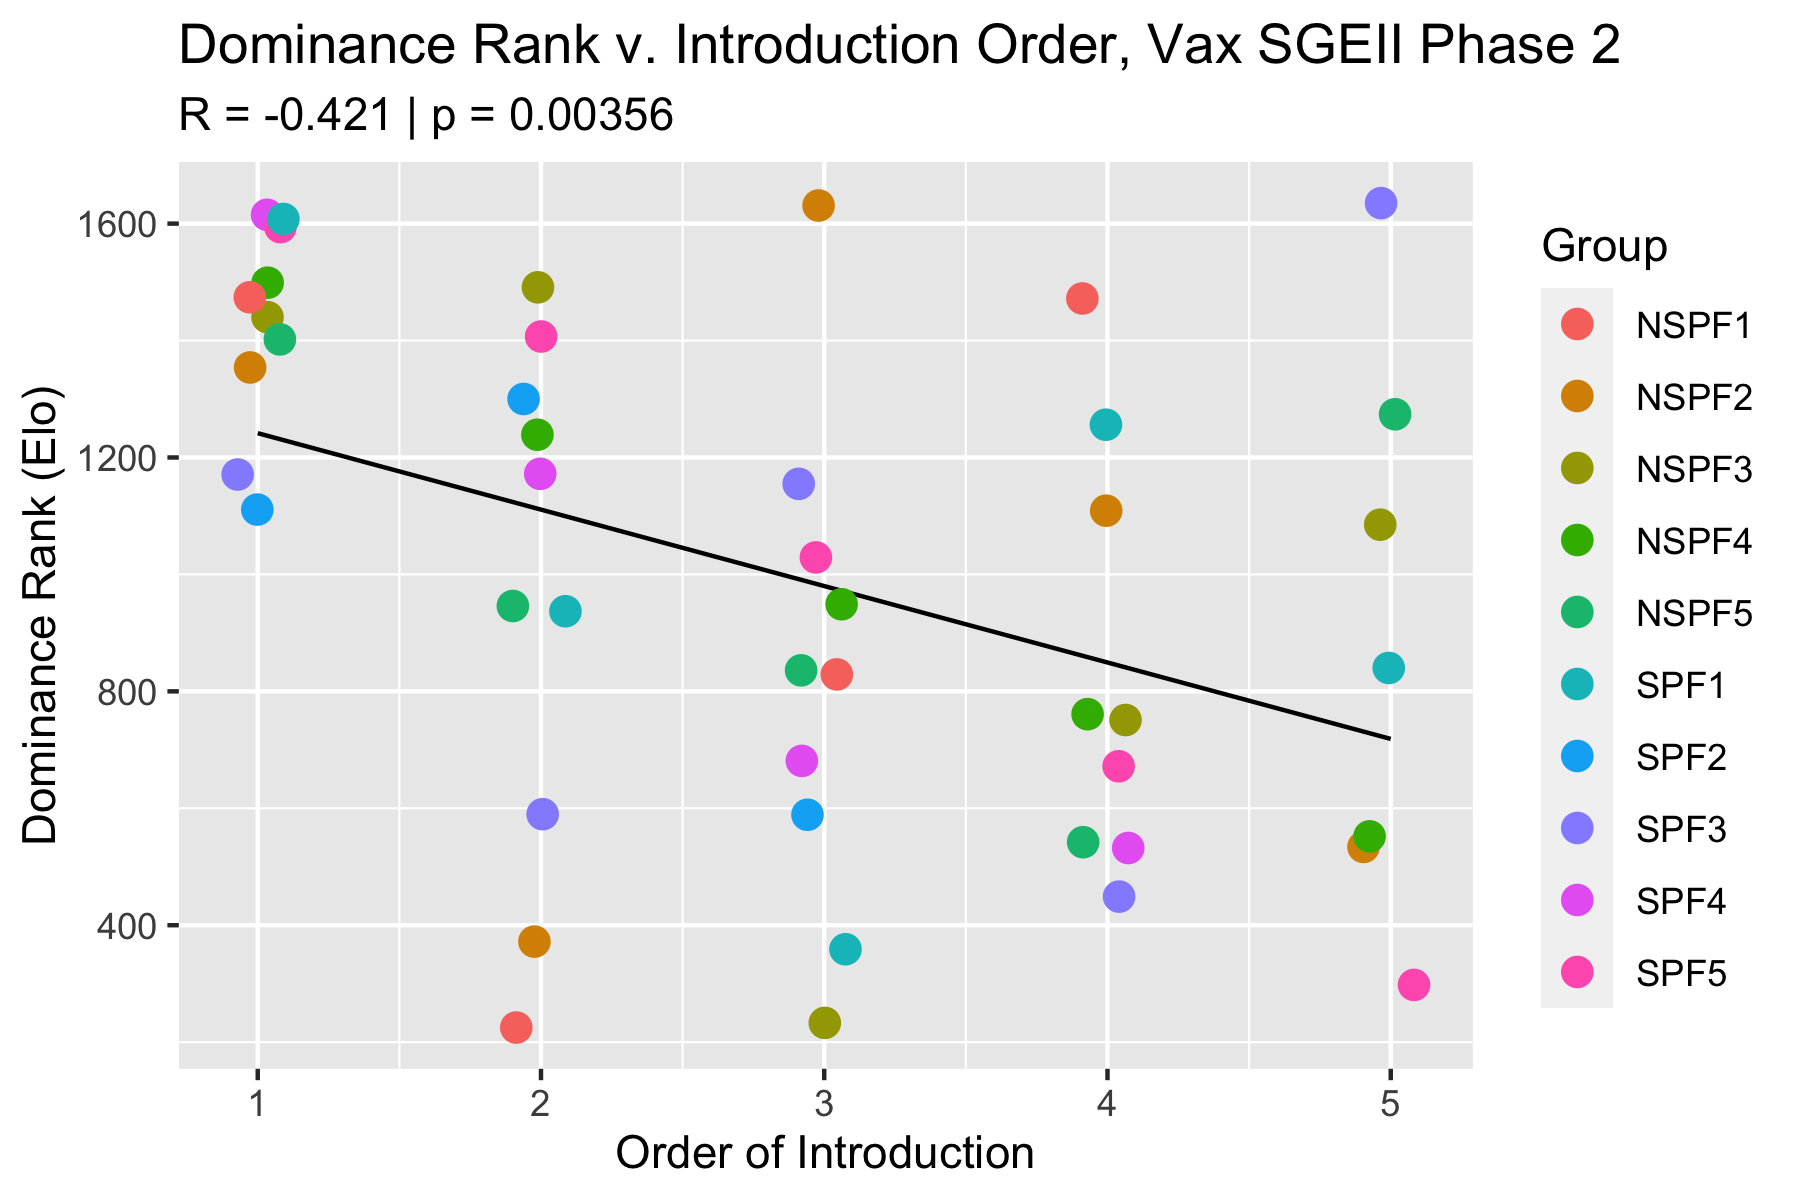 Dominance Rank v. Introduction Order, Vax SGEII Phase 2
R = -0.421 | p = 0.00356
Dominance Rank (Elo)
1600
1200
800
400
1 2 3 4 5
Order of Introduction
Group
NSPF1
NSPF2
NSPF3
NSPF4
NSPF5
SPF1
SPF2
SPF3
SPF4
SPF5